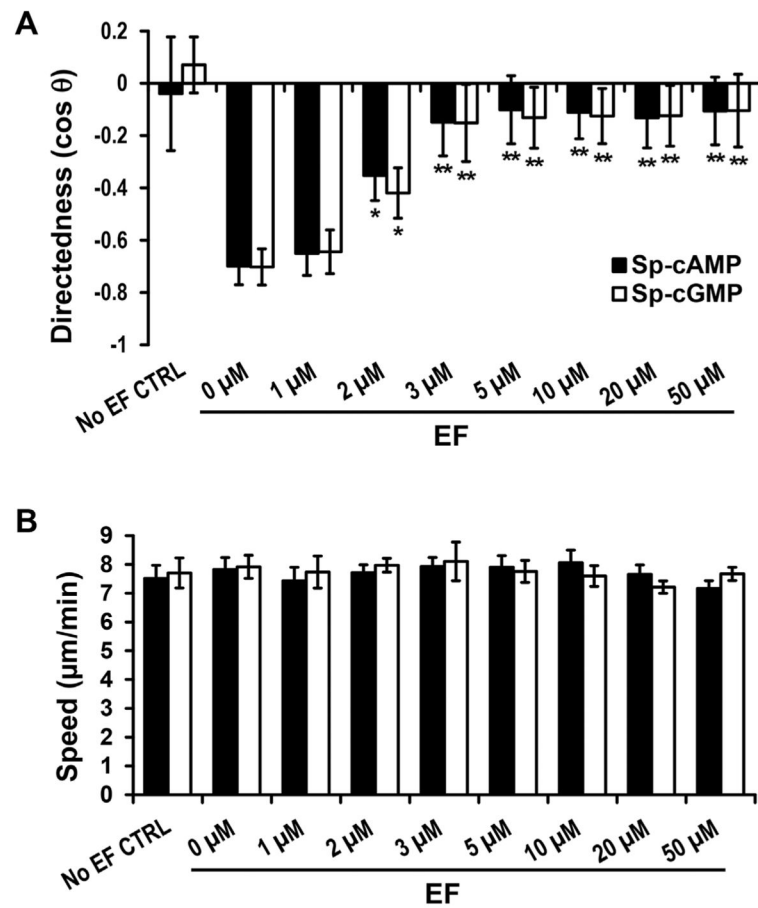 A
Directedness (cos θ)
0.2
0
-0.2
-0.4
-0.6
-0.8
-1
* * ** ** ** ** ** ** ** ** ** **
Sp-cAMP
Sp-cGMP
No EF CTRL 0 µM 1 µM 2 µM 3 µM 5 µM 10 µM 20 µM 50 µM
EF
B
Speed (µm/min)
9
8
7
6
5
4
3
2
1
0
No EF CTRL 0 µM 1 µM 2 µM 3 µM 5 µM 10 µM 20 µM 50 µM
EF